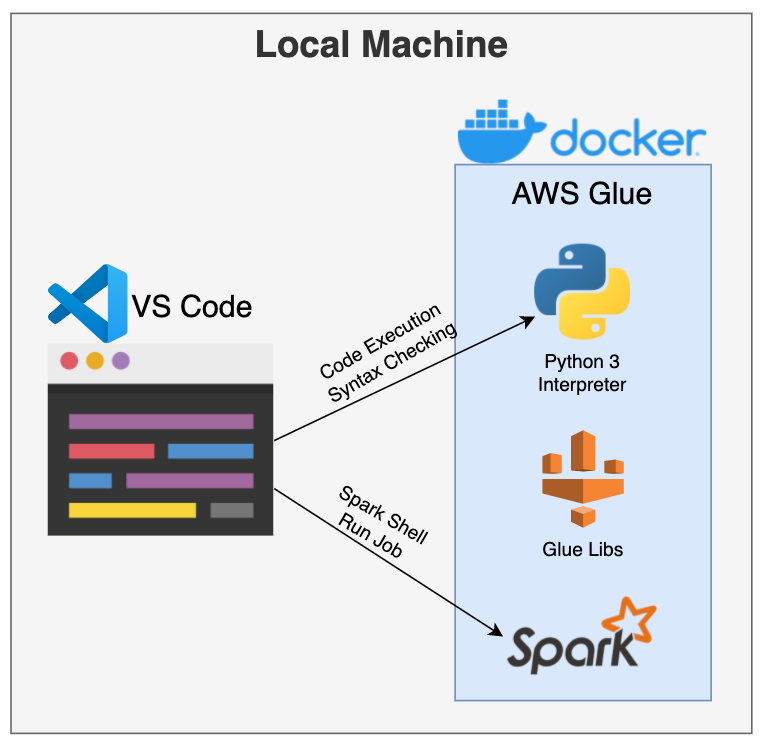 Local Machine
docker
AWS Glue
VS Code
Code Execution
Syntax Checking
Python 3
Interpreter
Spark Shell
Run Job
Glue Libs
Spark